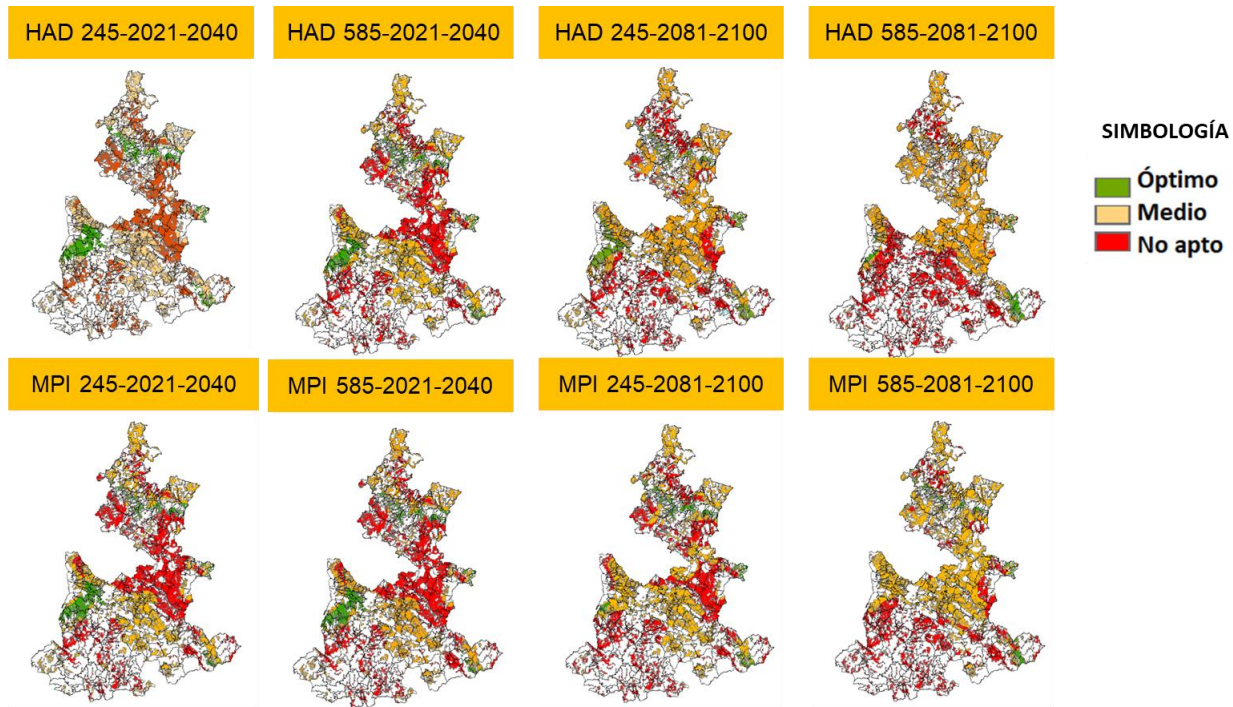 HAD 245-2021-2040
HAD 585-2021-2040
HAD 245-2081-2100
HAD 585-2081-2100
SIMBOLOGÍA
Óptimo
Medio
No apto
MPI 245-2021-2040
MPI 585-2021-2040
MPI 245-2081-2100
MPI 585-2081-2100